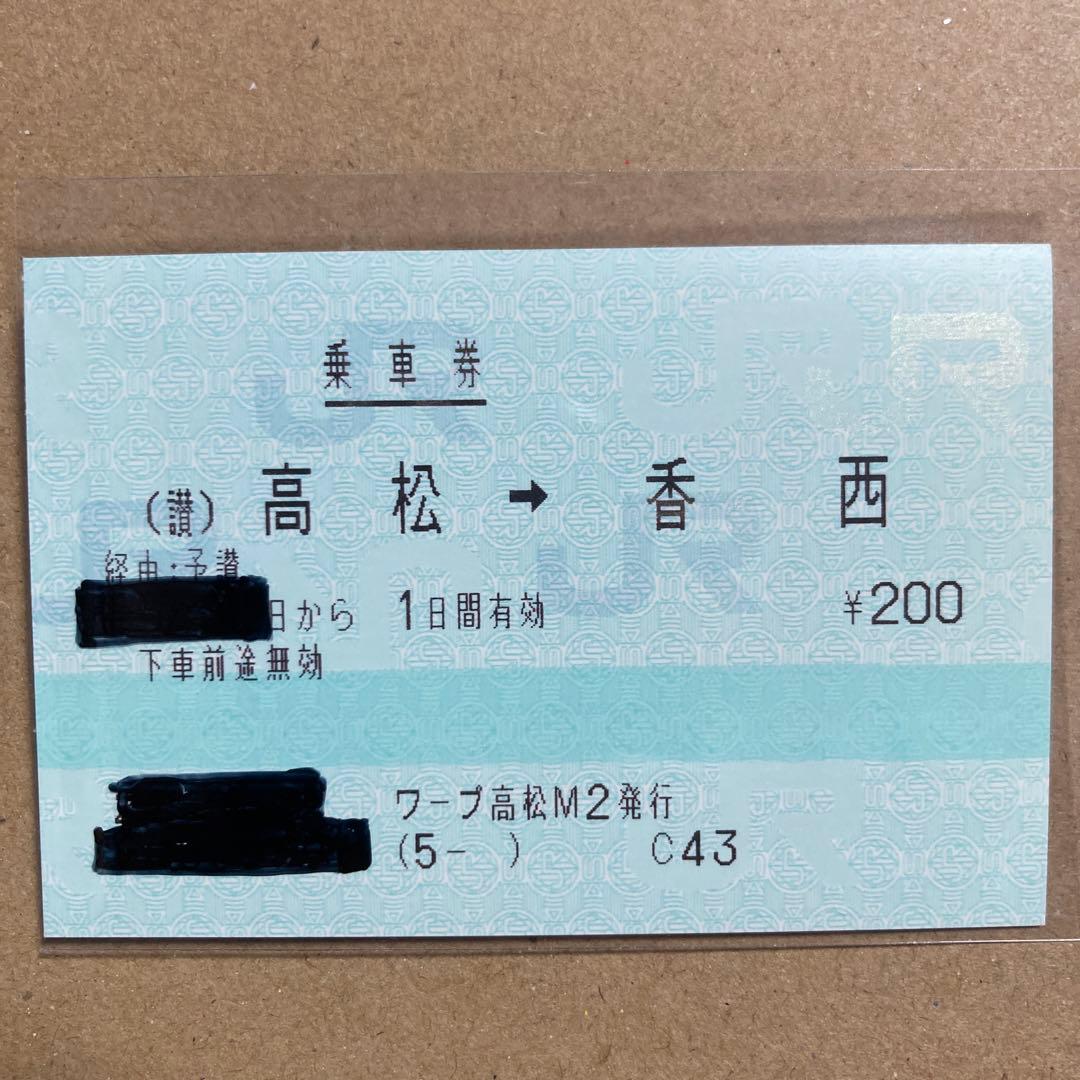 乗車券
(讃)高松→香西
経由:予讃
日から 1日間有効 ¥200
下車前途無効
ワープ高松M2発行
(5- ) C43